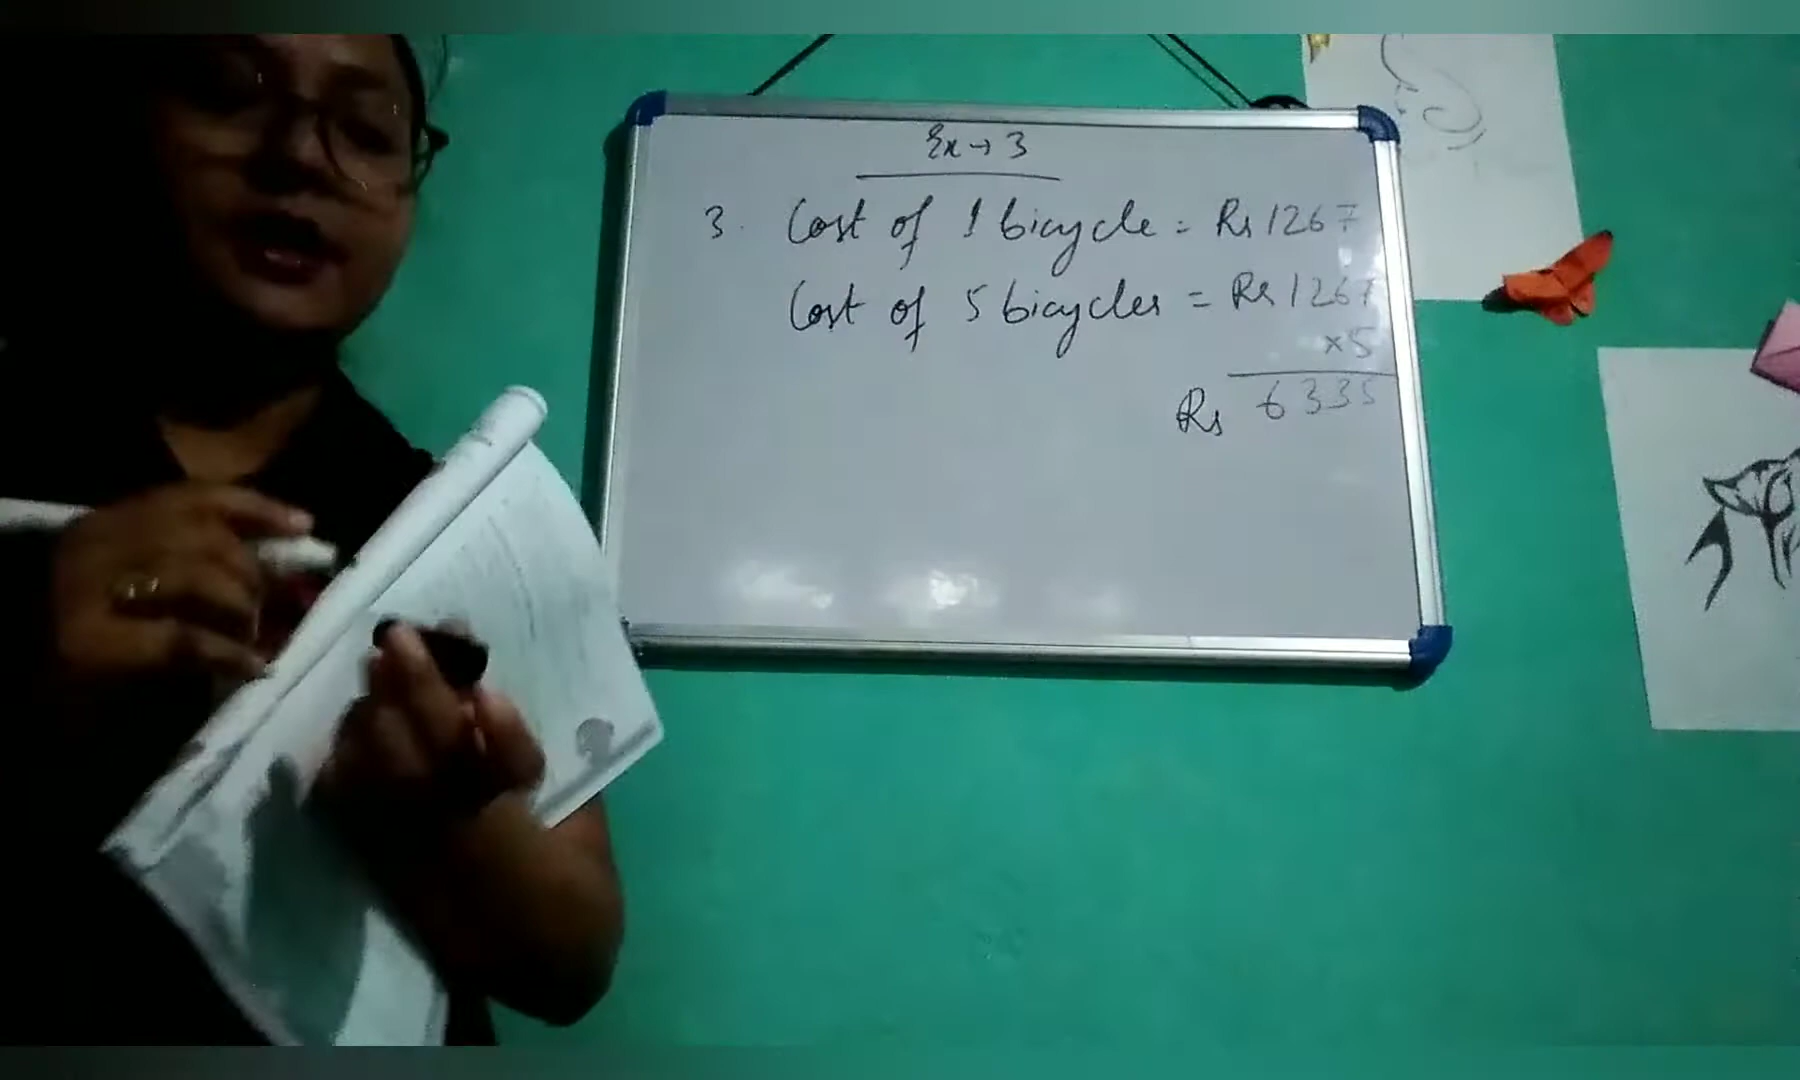 Ex → 3
3. Cost of 1 bicycle = Rs 1267
Cost of 5 bicycles = Rs 1267
×5
Rs 6335